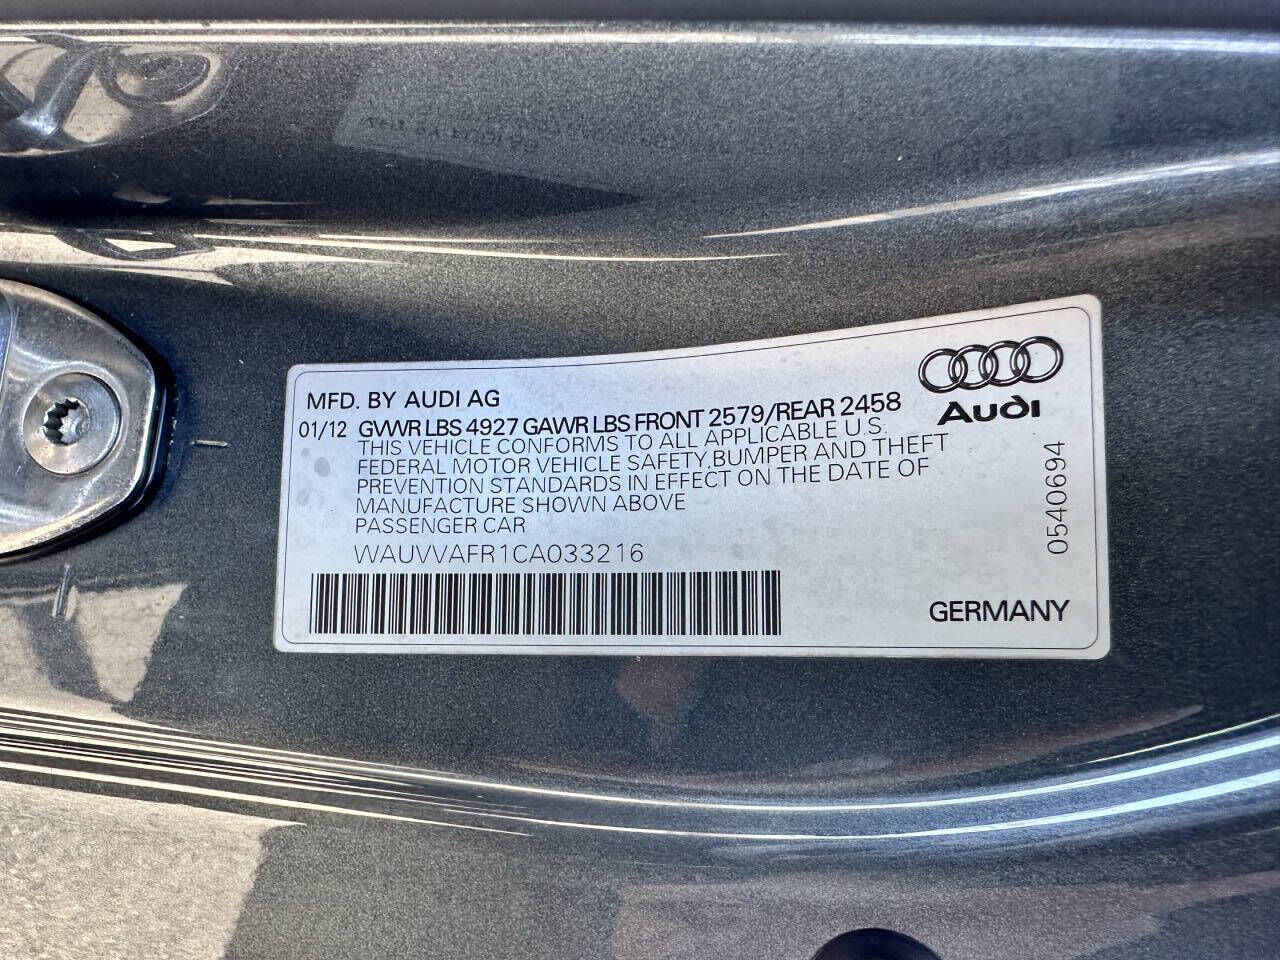 MFD. BY AUDI AG
01/12 GVWR LBS 4927 GAWR LBS FRONT 2579/REAR 2458
THIS VEHICLE CONFORMS TO ALL APPLICABLE U.S.
FEDERAL MOTOR VEHICLE SAFETY,BUMPER AND THEFT
PREVENTION STANDARDS IN EFFECT ON THE DATE OF
MANUFACTURE SHOWN ABOVE
PASSENGER CAR
WAUVVAFR1CA033216
Audi
0540694
GERMANY